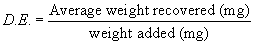 D.E. = Average weight recovered (mg)
weight added (mg)